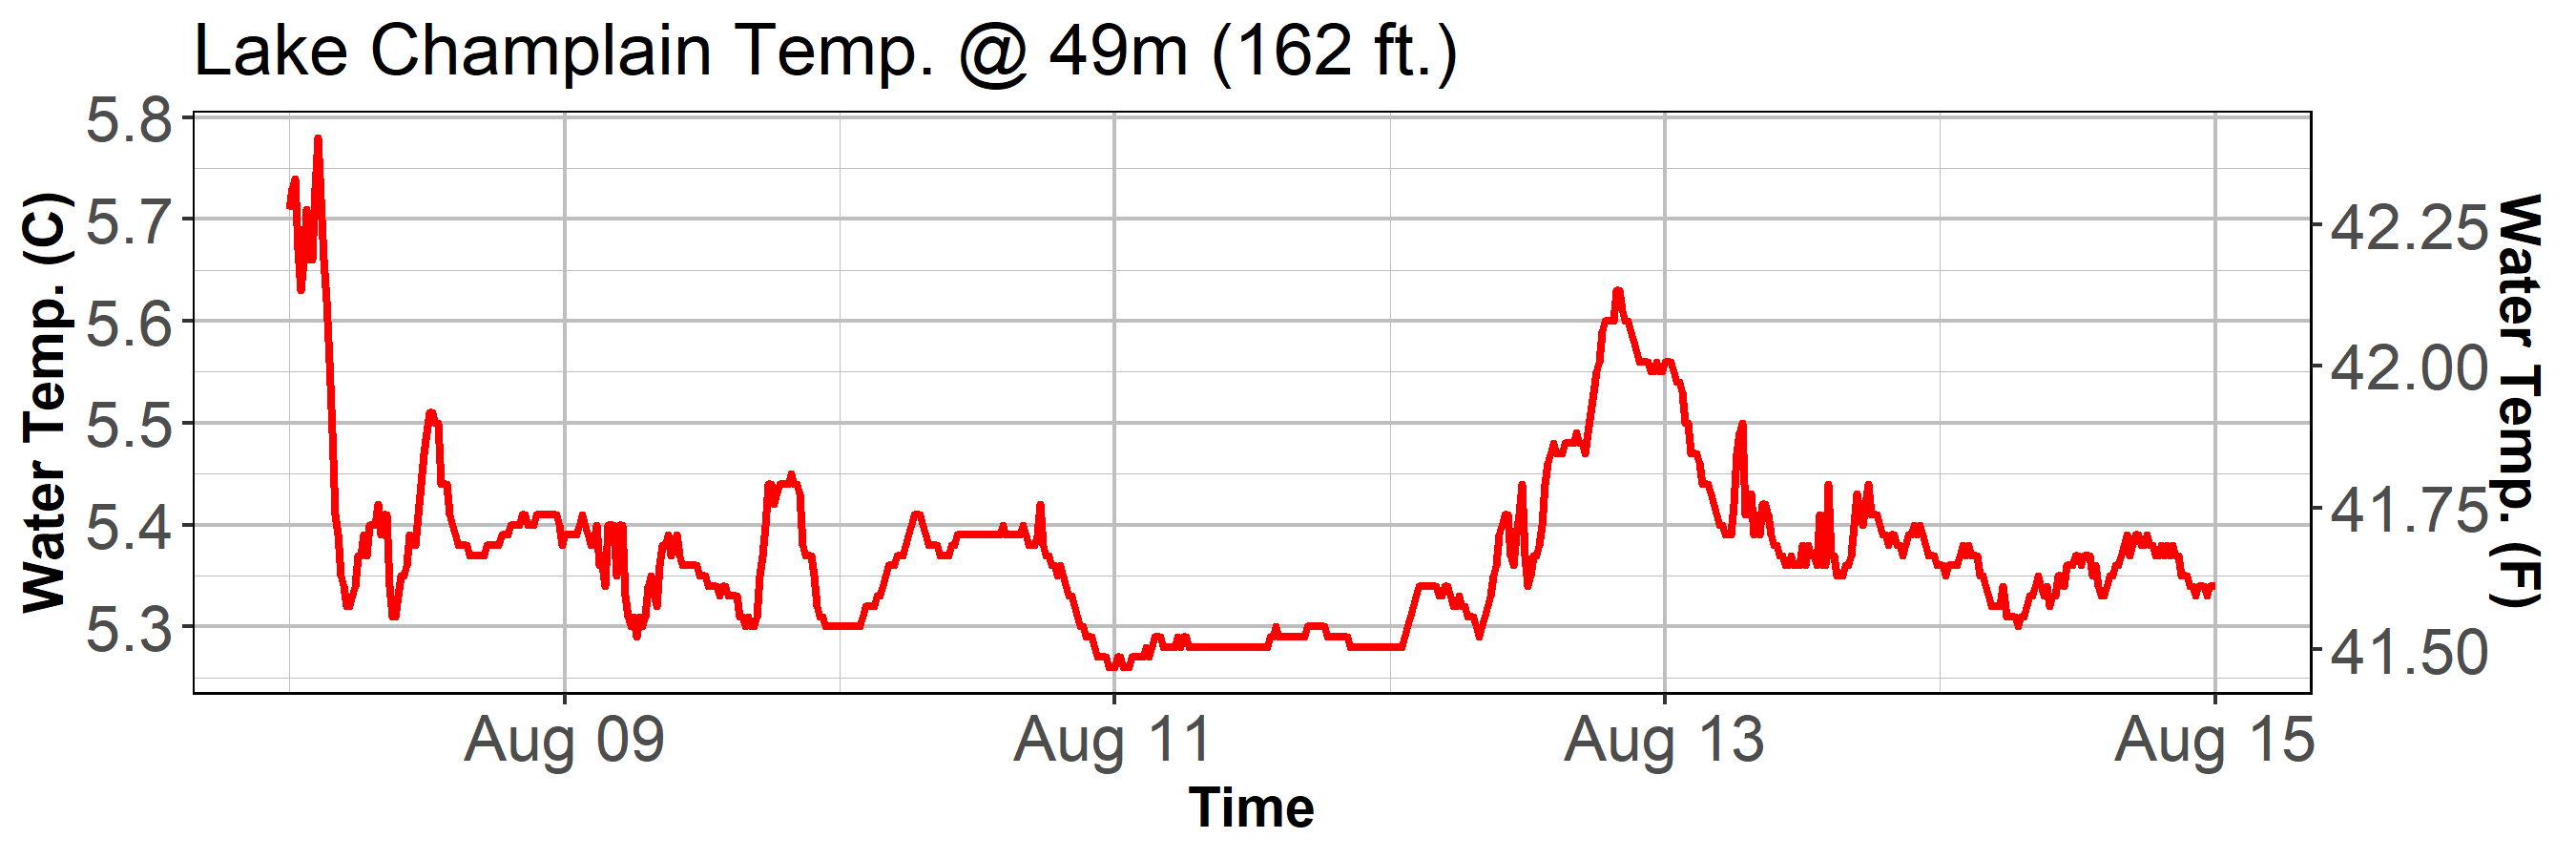 Lake Champlain Temp. @ 49m (162 ft.)
Water Temp. (C)
5.8
5.7
5.6
5.5
5.4
5.3
42.25
42.00
41.75
41.50
Water Temp. (F)
Aug 09 Aug 11 Aug 13 Aug 15
Time